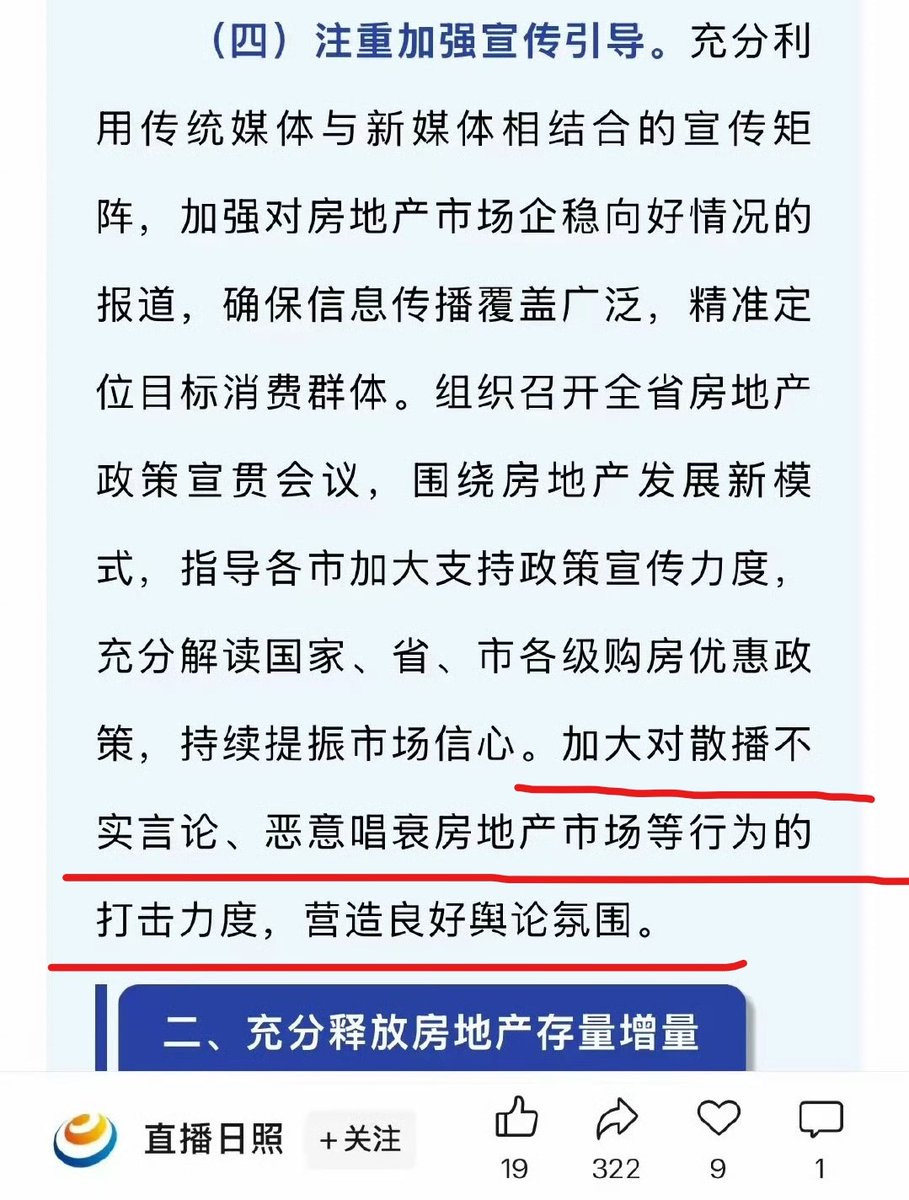 （四）注重加强宣传引导。充分利
用传统媒体与新媒体相结合的宣传矩
阵，加强对房地产市场企稳向好情况的
报道，确保信息传播覆盖广泛，精准定
位目标消费群体。组织召开全省房地产
政策宣贯会议，围绕房地产发展新模
式，指导各市加大支持政策宣传力度，
充分解读国家、省、市各级购房优惠政
策，持续提振市场信心。加大对散播不
实言论、恶意唱衰房地产市场等行为的
打击力度，营造良好舆论氛围。
二、充分释放房地产存量增量
直播日照
+关注
19
322
9
1